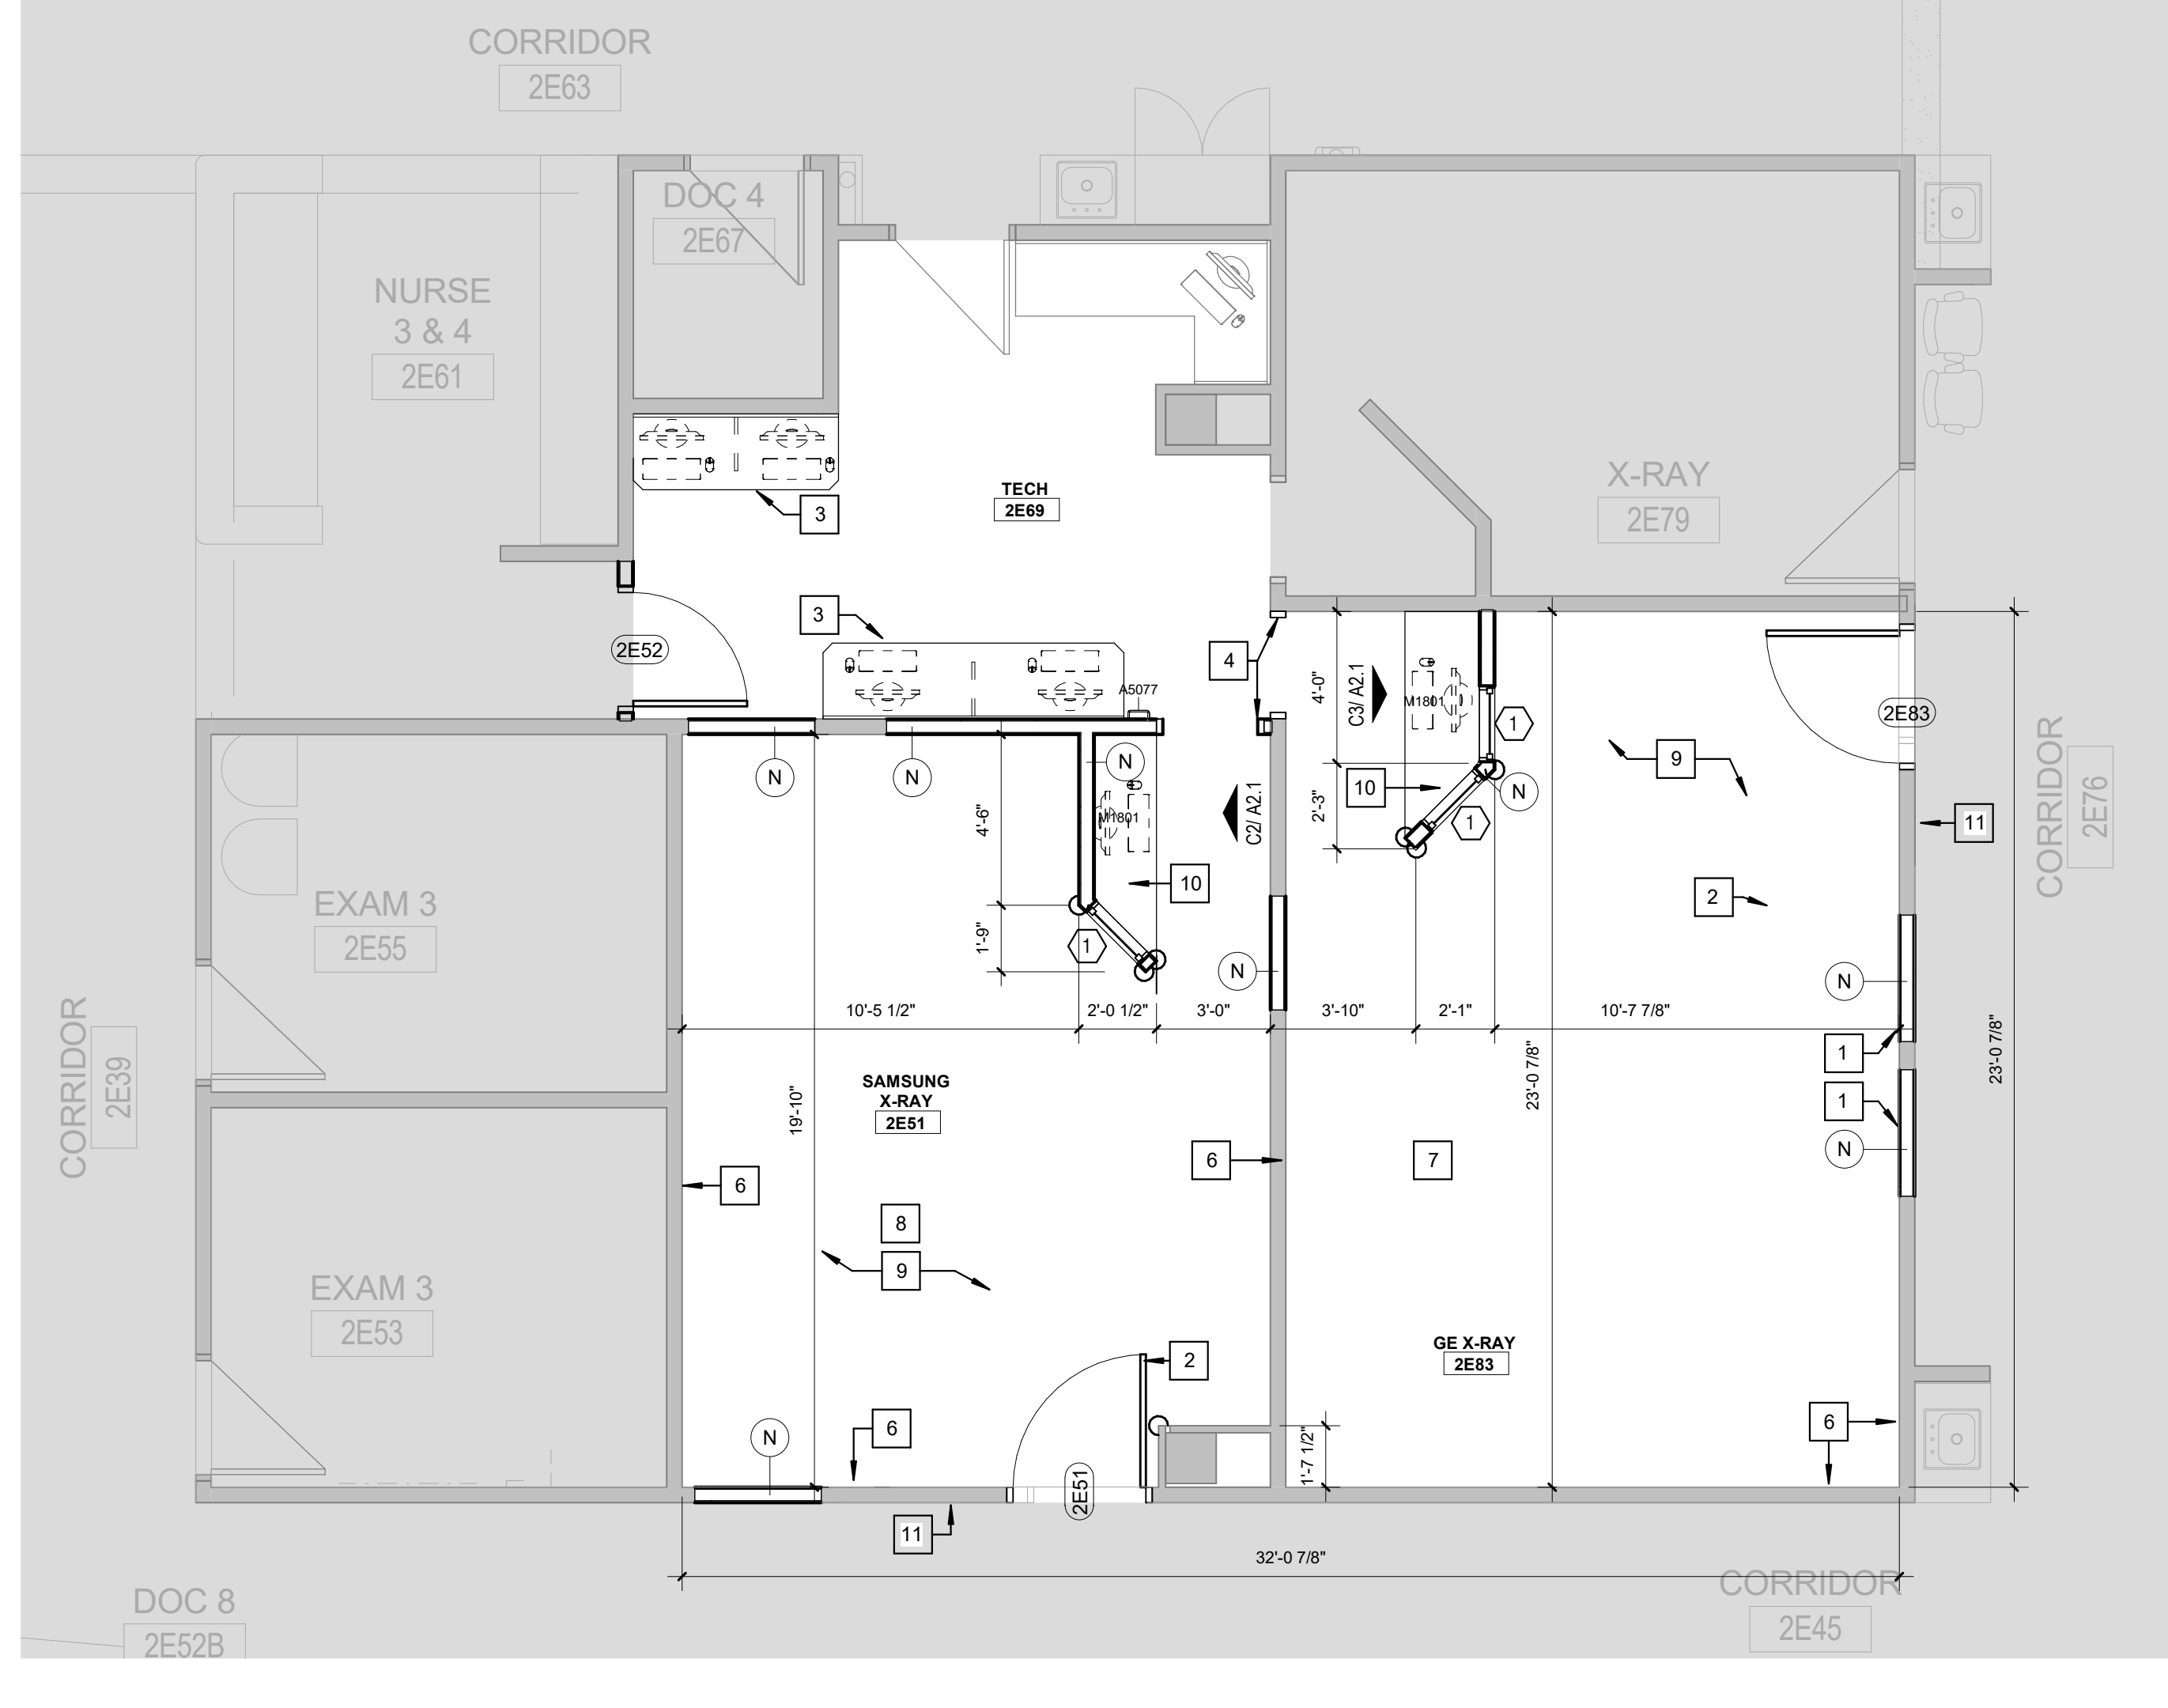 CORRIDOR
2E63
DOC 4
2E67
NURSE
3 & 4
2E61
X-RAY
2E79
TECH
2E69
3
3
2E52
4
A5077
C3/ A2.1
4'-0"
2'-3"
M1801
1
10
N
1
2E83
9
2
11
CORRIDOR
2E76
N
N
N
M1801
4'-6"
1'-9"
C2/ A2.1
10
1
N
EXAM 3
2E55
CORRIDOR
2E39
10'-5 1/2"
2'-0 1/2"
3'-0"
3'-10"
2'-1"
10'-7 7/8"
N
1
1
N
23'-0 7/8"
23'-0 7/8"
19'-10"
SAMSUNG
X-RAY
2E51
6
6
7
8
9
EXAM 3
2E53
GE X-RAY
2E83
2
6
6
N
1'-7 1/2"
2E51
11
32'-0 7/8"
DOC 8
2E52B
CORRIDOR
2E45